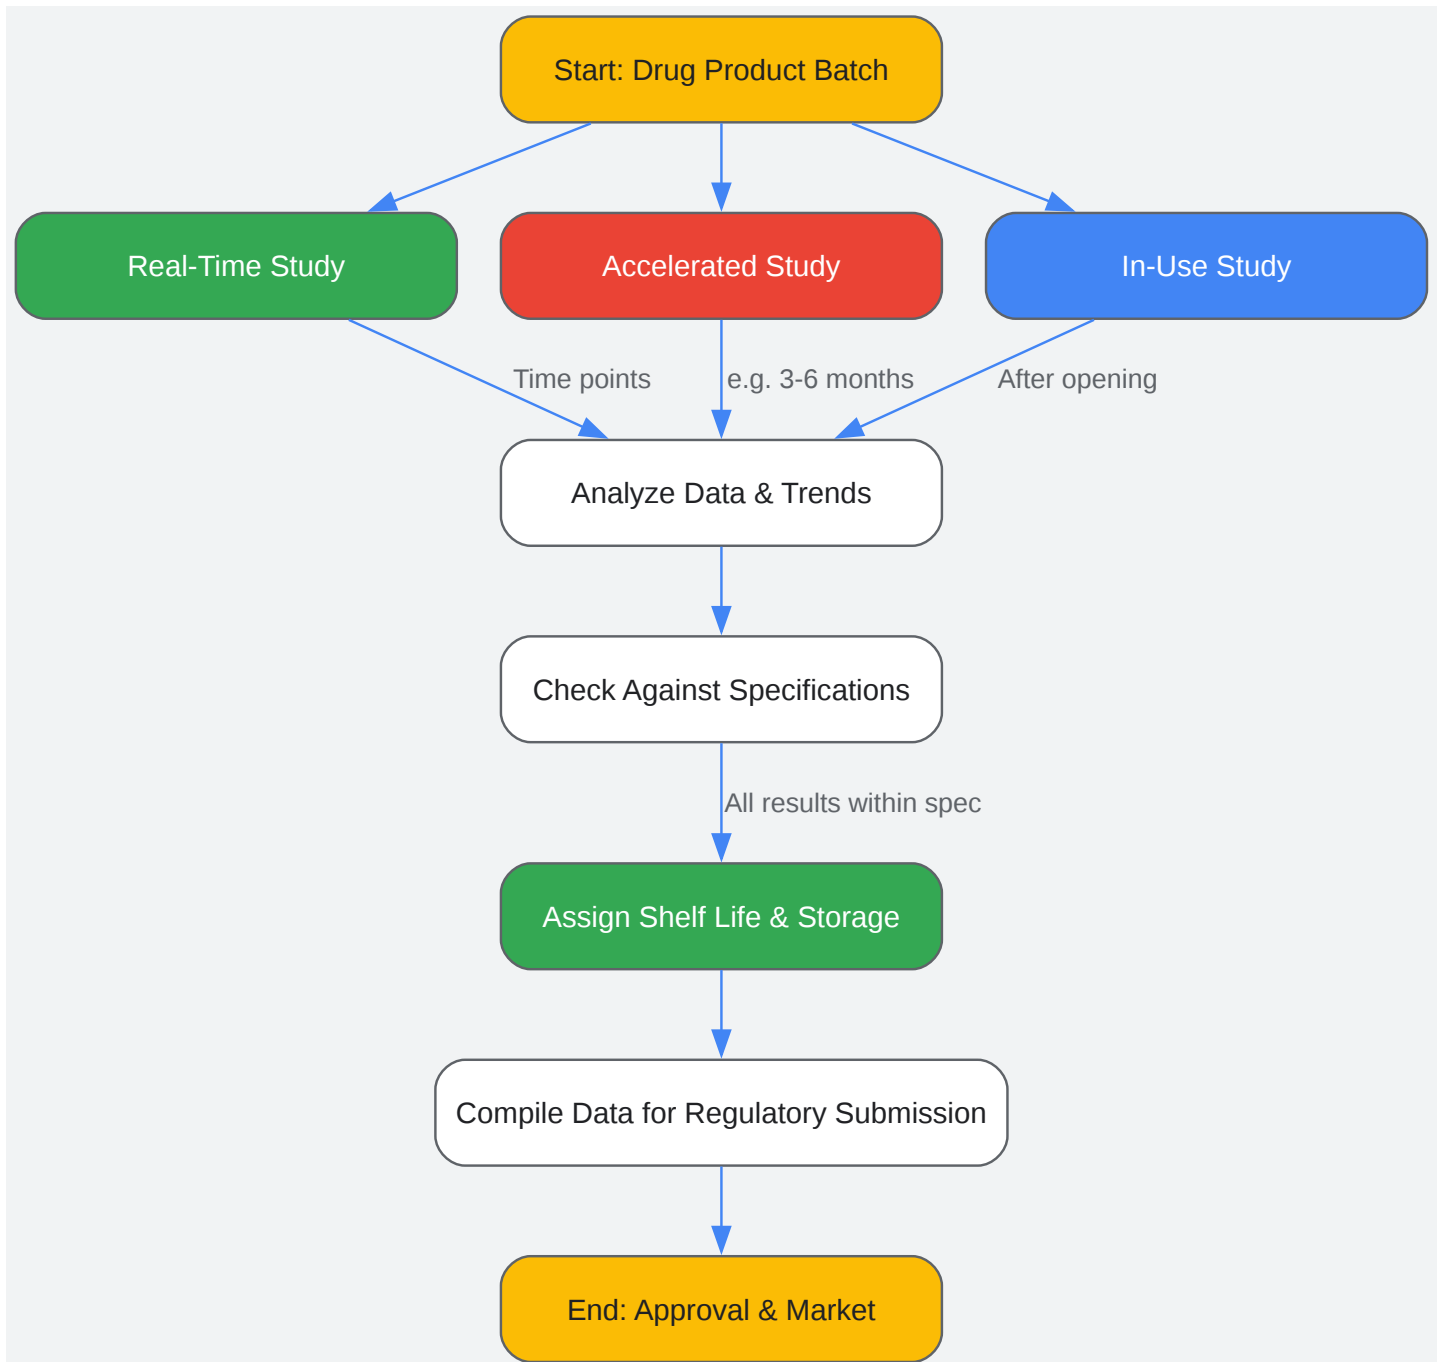 Start: Drug Product Batch
Real-Time Study
Accelerated Study
In-Use Study
Time points
e.g. 3-6 months
After opening
Analyze Data & Trends
Check Against Specifications
All results within spec
Assign Shelf Life & Storage
Compile Data for Regulatory Submission
End: Approval & Market